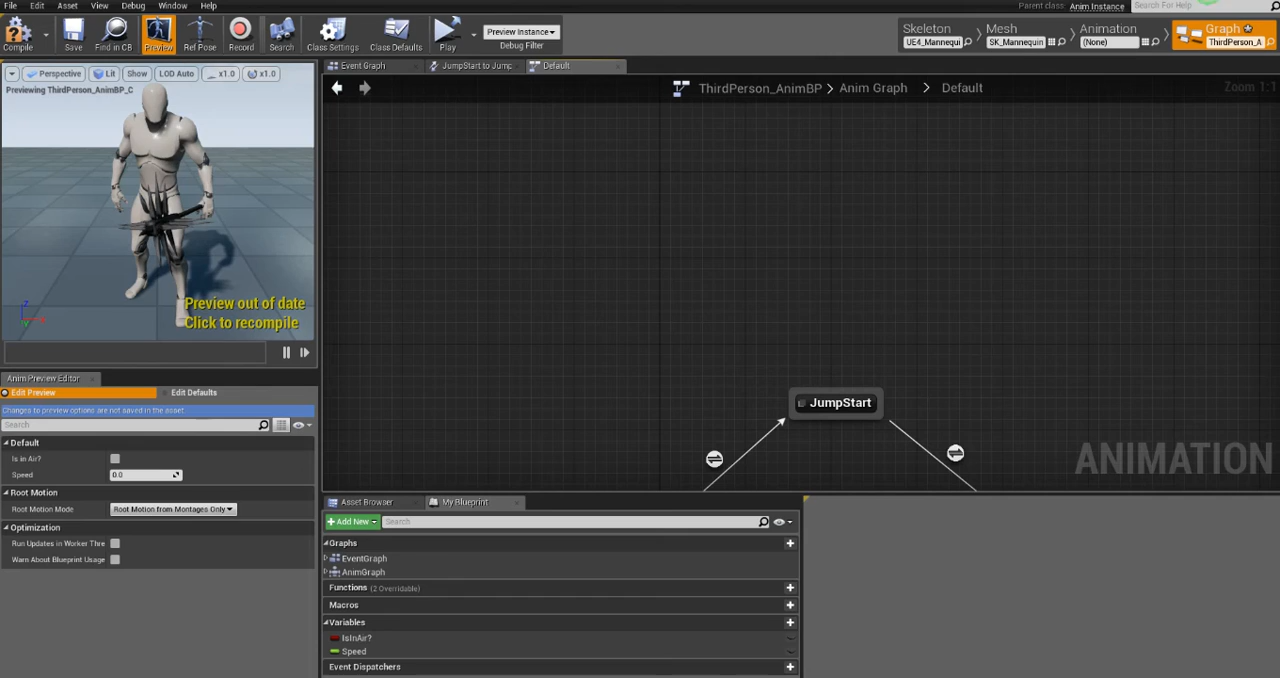 File Edit Asset View Debug Window Help
Parent class: Anim Instance Search For Help
Compile Save Find in CB Preview Ref Pose Record Search Class Settings Class Defaults Play Preview Instance Debug Filter
Skeleton Mesh Animation Graph
UE4_Mannequi SK_Mannequin (None) ThirdPerson_A
Event Graph JumpStart to Jump Default
Perspective Lit Show LOD Auto x1.0 x1.0
Previewing ThirdPerson_AnimBP_C
ThirdPerson_AnimBP > Anim Graph > Default
Zoom 1:1
Preview out of date
Click to recompile
JumpStart
ANIMATION
Anim Preview Editor
Edit Preview Edit Defaults
Changes to preview options are not saved in the asset
Search
Default
Is in Air?
Speed 0.0
Root Motion
Root Motion Mode Root Motion from Montages Only
Optimization
Run Updates in Worker Thre
Warn About Blueprint Usage
Asset Browser My Blueprint
+Add New Search
Graphs
EventGraph
AnimGraph
Functions (2 Overridable)
Macros
Variables
IsInAir?
Speed
Event Dispatchers